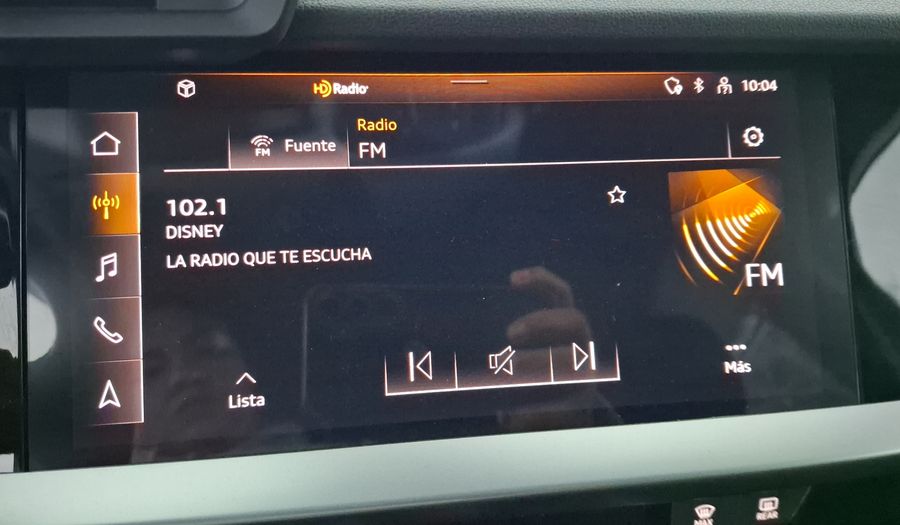 HD Radio
10:04
FM
Fuente
Radio
FM
102.1
DISNEY
LA RADIO QUE TE ESCUCHA
FM
Lista
Más
MAX
REAR